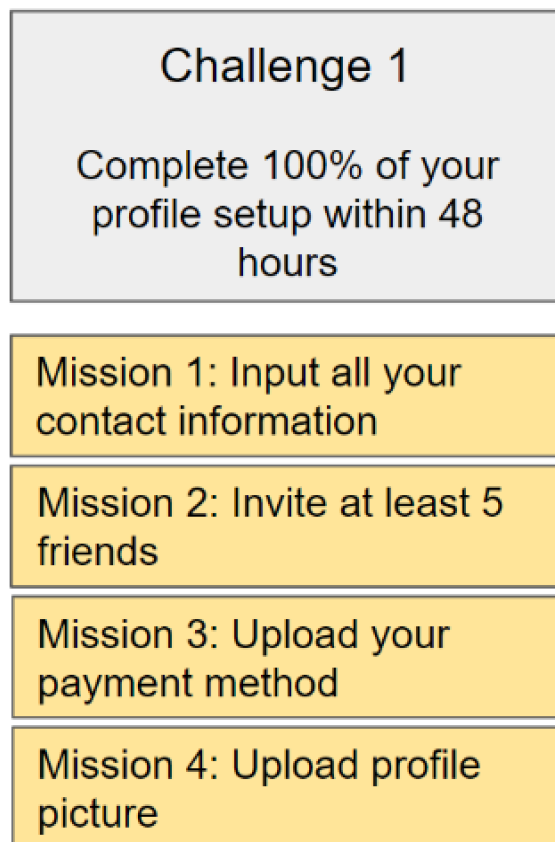 Challenge 1
Complete 100% of your
profile setup within 48
hours
Mission 1: Input all your
contact information
Mission 2: Invite at least 5
friends
Mission 3: Upload your
payment method
Mission 4: Upload profile
picture